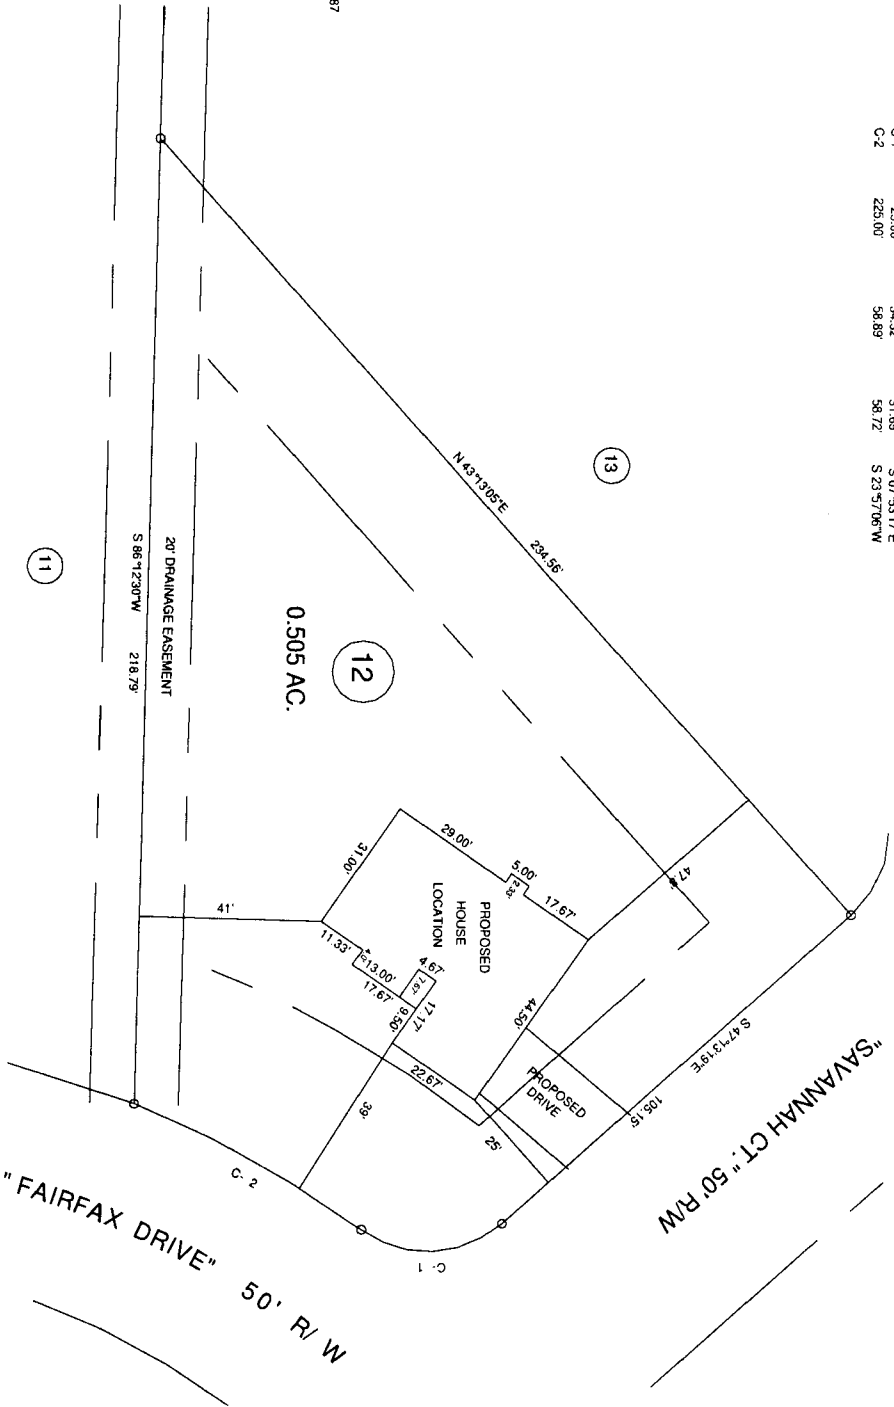 87
C-2 225.00' 58.89' 58.72' S 23°57'06"W
13
N 43°13'05"E
234.56'
11
20' DRAINAGE EASEMENT
S 86°12'30"W 218.79'
12
0.505 AC.
29.00'
5.00'
2.33'
17.67'
47.8'
31.00'
PROPOSED
HOUSE
LOCATION
41'
11.33'
13.00'
17.67'
4.67'
7.67'
17.17'
9.50'
44.50'
22.67'
39'
25'
PROPOSED
DRIVE
S 47°13'19"E
105.15'
"SAVANNAH CT." 50' R/W
C- 2
C- 1
"FAIRFAX DRIVE" 50' R/ W